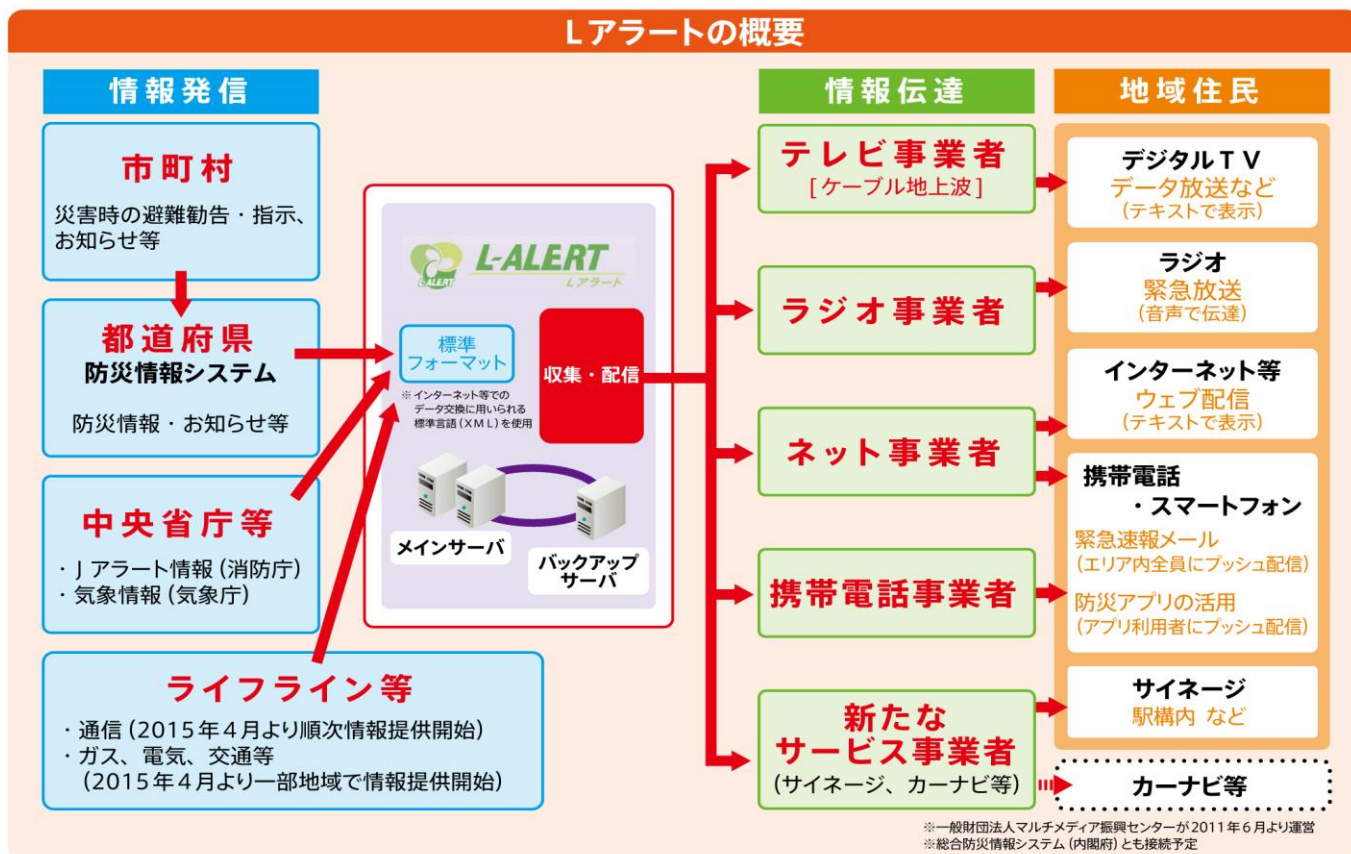 Lアラートの概要
情報発信
市町村
災害時の避難勧告・指示、
お知らせ等
都道府県
防災情報システム
防災情報・お知らせ等
中央省庁等
・Jアラート情報(消防庁)
・気象情報(気象庁)
ライフライン等
・通信(2015年4月より順次情報提供開始)
・ガス、電気、交通等
(2015年4月より一部地域で情報提供開始)
L-ALERT
L-ALERT
Lアラート
標準
フォーマット
※インターネット等での
データ交換に用いられる
標準言語(XML)を使用
収集・配信
メインサーバ
バックアップ
サーバ
情報伝達
テレビ事業者
[ケーブル地上波]
ラジオ事業者
ネット事業者
携帯電話事業者
新たな
サービス事業者
(サイネージ、カーナビ等)
地域住民
デジタルTV
データ放送など
(テキストで表示)
ラジオ
緊急放送
(音声で伝達)
インターネット等
ウェブ配信
(テキストで表示)
携帯電話
・スマートフォン
緊急速報メール
(エリア内全員にプッシュ配信)
防災アプリの活用
(アプリ利用者にプッシュ配信)
サイネージ
駅構内 など
カーナビ等
※一般財団法人マルチメディア振興センターが2011年6月より運営
※総合防災情報システム(内閣府)とも接続予定